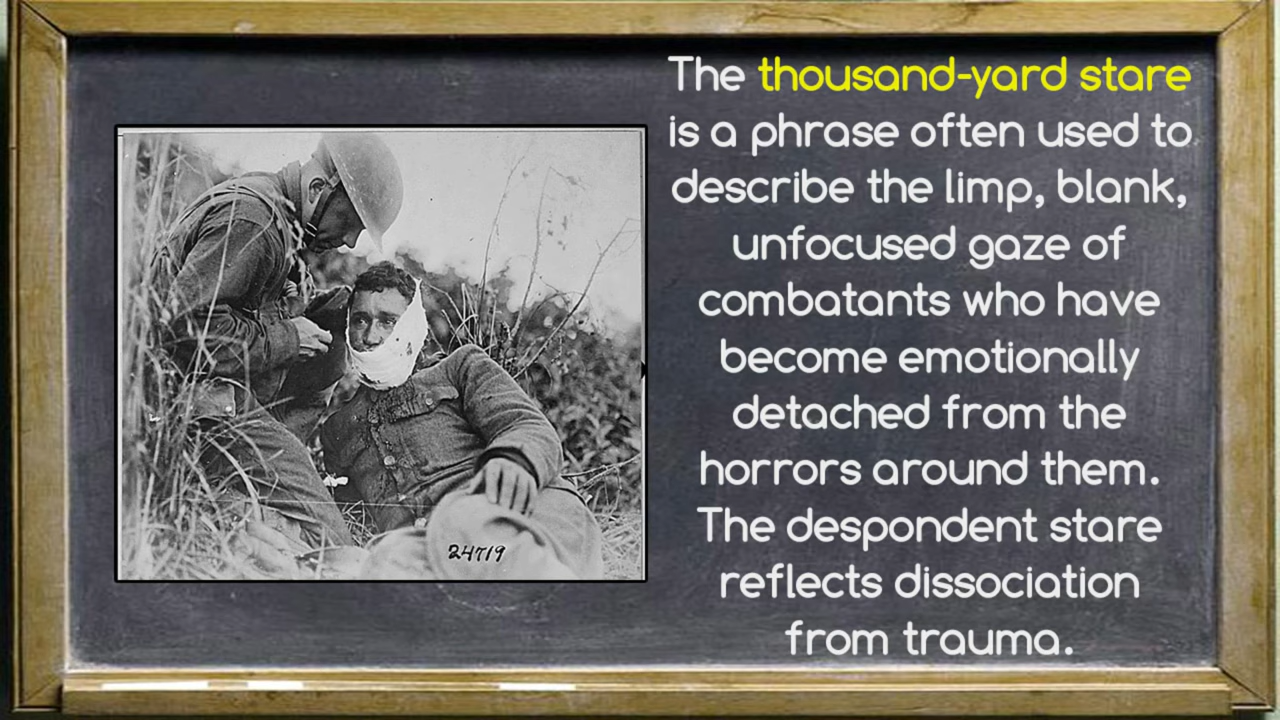 The thousand-yard stare
is a phrase often used to
describe the limp, blank,
unfocused gaze of
combatants who have
become emotionally
detached from the
horrors around them.
The despondent stare
reflects dissociation
from trauma.
24719